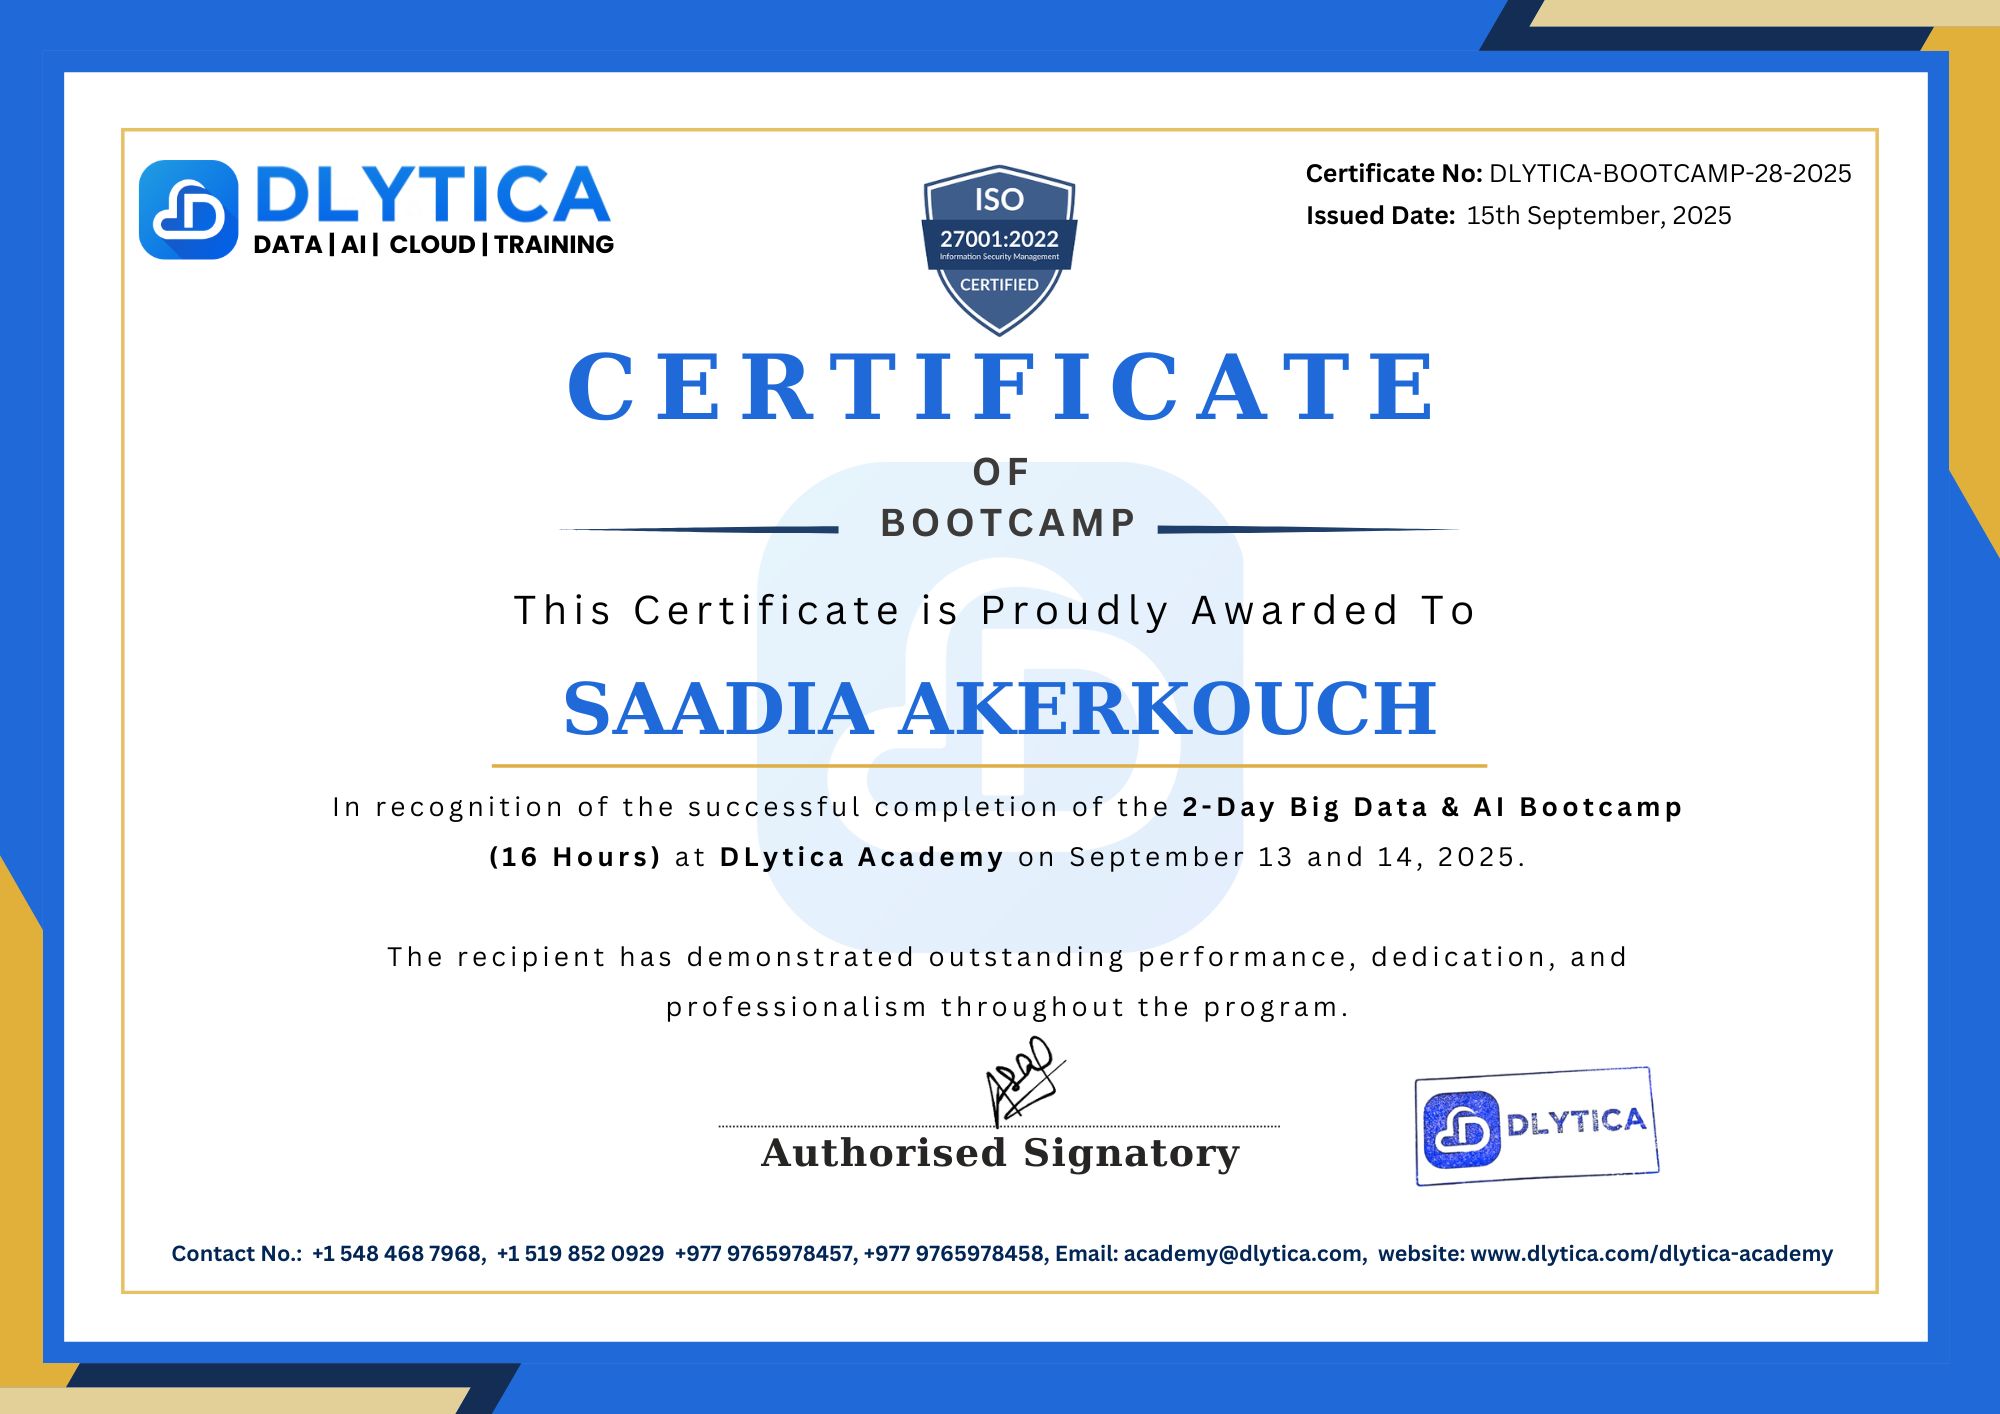 DLYTICA
DATA | AI | CLOUD | TRAINING
ISO
27001:2022
Information Security Management
CERTIFIED
Certificate No: DLYTICA-BOOTCAMP-28-2025
Issued Date: 15th September, 2025
CERTIFICATE
OF
BOOTCAMP
This Certificate is Proudly Awarded To
SAADIA AKERKOUCH
In recognition of the successful completion of the 2-Day Big Data & AI Bootcamp
(16 Hours) at DLytica Academy on September 13 and 14, 2025.
The recipient has demonstrated outstanding performance, dedication, and
professionalism throughout the program.
Authorised Signatory
DLYTICA
Contact No.: +1 548 468 7968, +1 519 852 0929 +977 9765978457, +977 9765978458, Email: academy@dlytica.com, website: www.dlytica.com/dlytica-academy